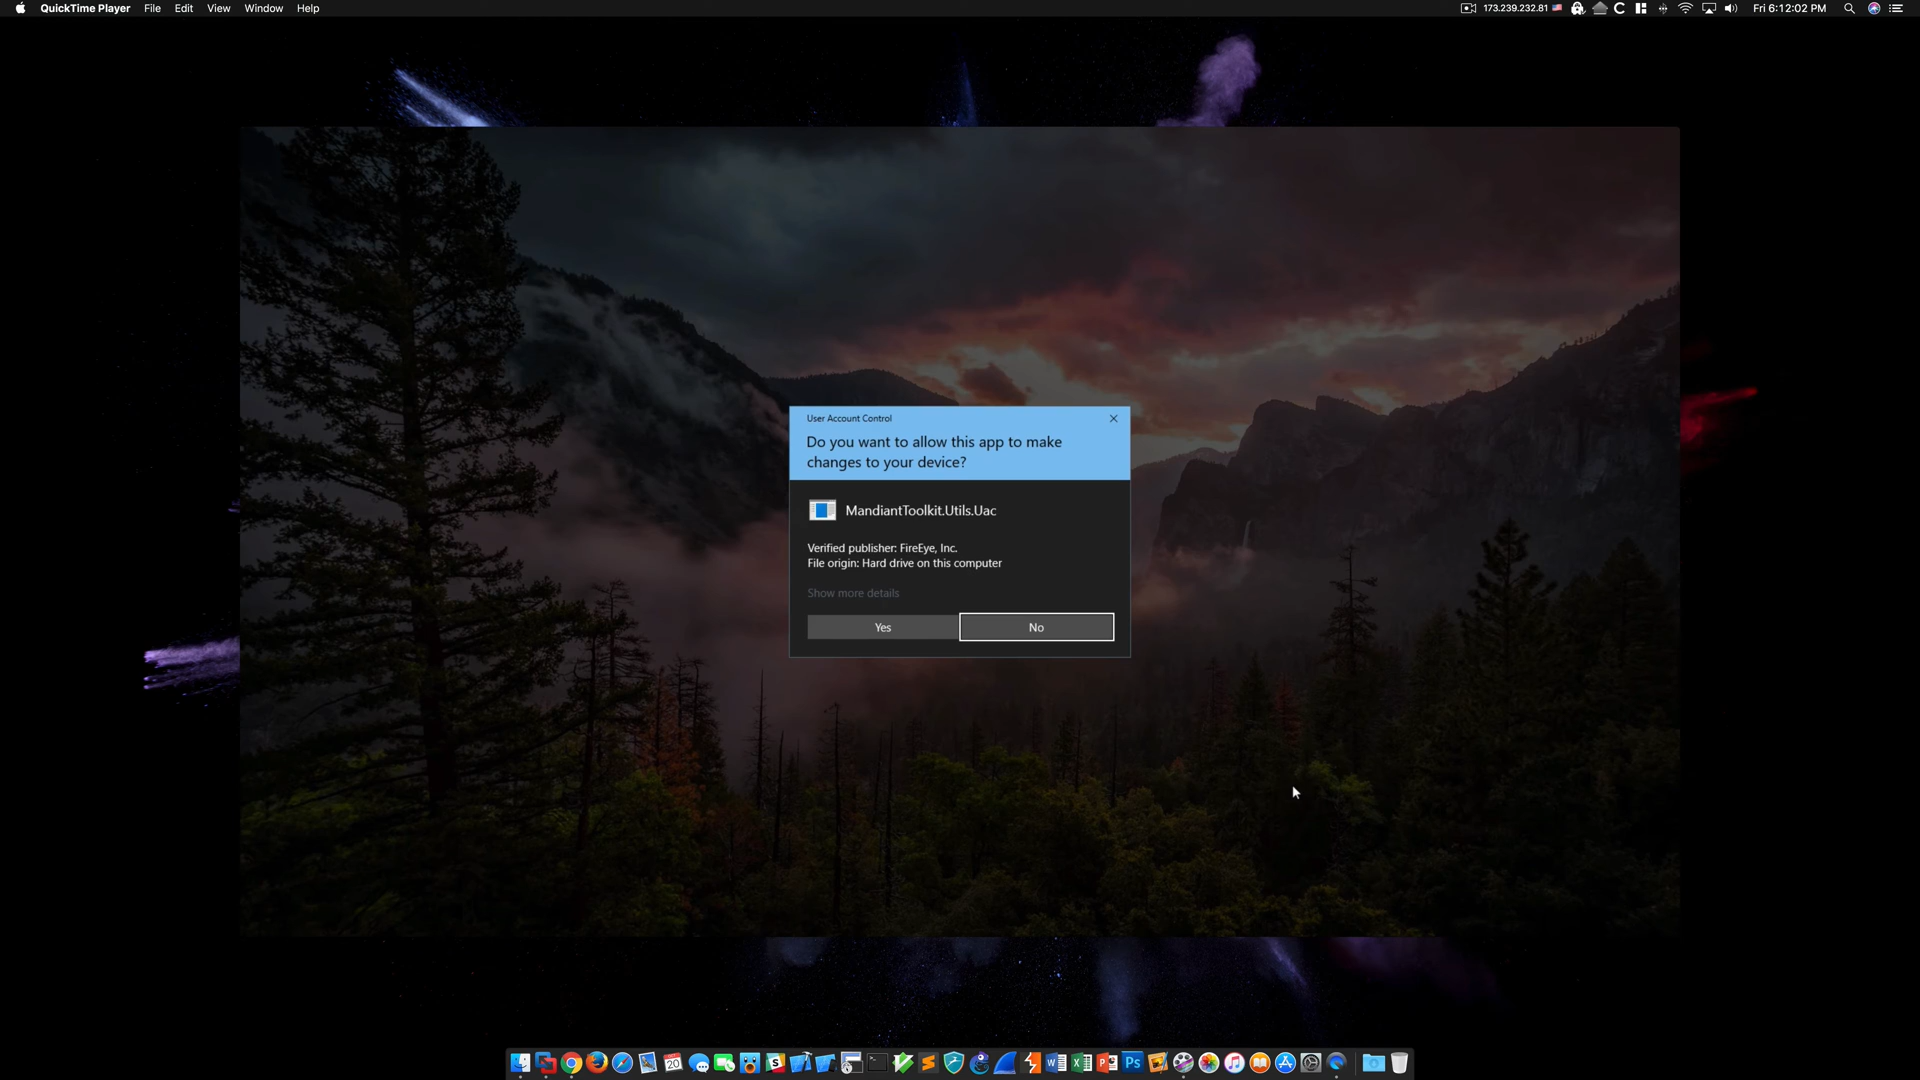 QuickTime Player File Edit View Window Help 173.239.232.81 Fri 6:12:02 PM
User Account Control
Do you want to allow this app to make
changes to your device?
MandiantToolkit.Utils.Uac
Verified publisher: FireEye, Inc.
File origin: Hard drive on this computer
Show more details
Yes No
20